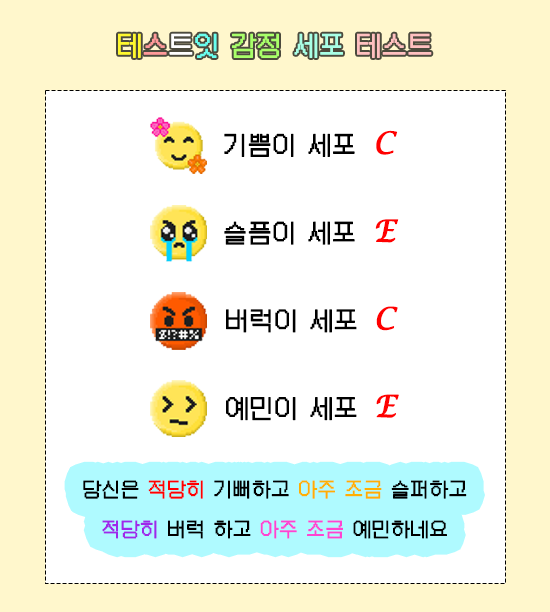 테스트잇 감정 세포 테스트
기쁨이 세포 C
슬픔이 세포 E
버럭이 세포 C
$!?#%
예민이 세포 E
당신은 적당히 기뻐하고 아주 조금 슬퍼하고
적당히 버럭 하고 아주 조금 예민하네요